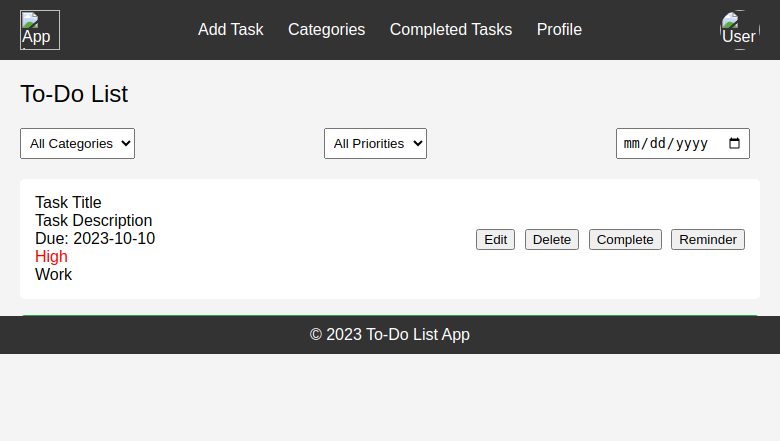 App
Add Task Categories Completed Tasks Profile
User
To-Do List
All Categories All Priorities mm/dd/yyyy
Task Title
Task Description
Due: 2023-10-10
High
Work
Edit Delete Complete Reminder
© 2023 To-Do List App